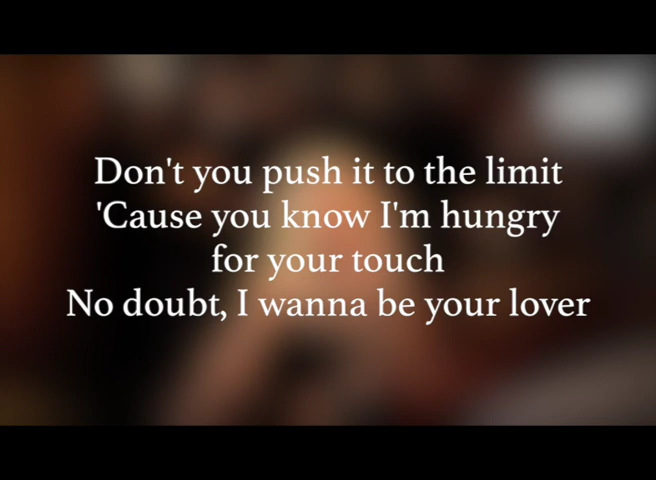 Don't you push it to the limit
'Cause you know I'm hungry
for your touch
No doubt, I wanna be your lover